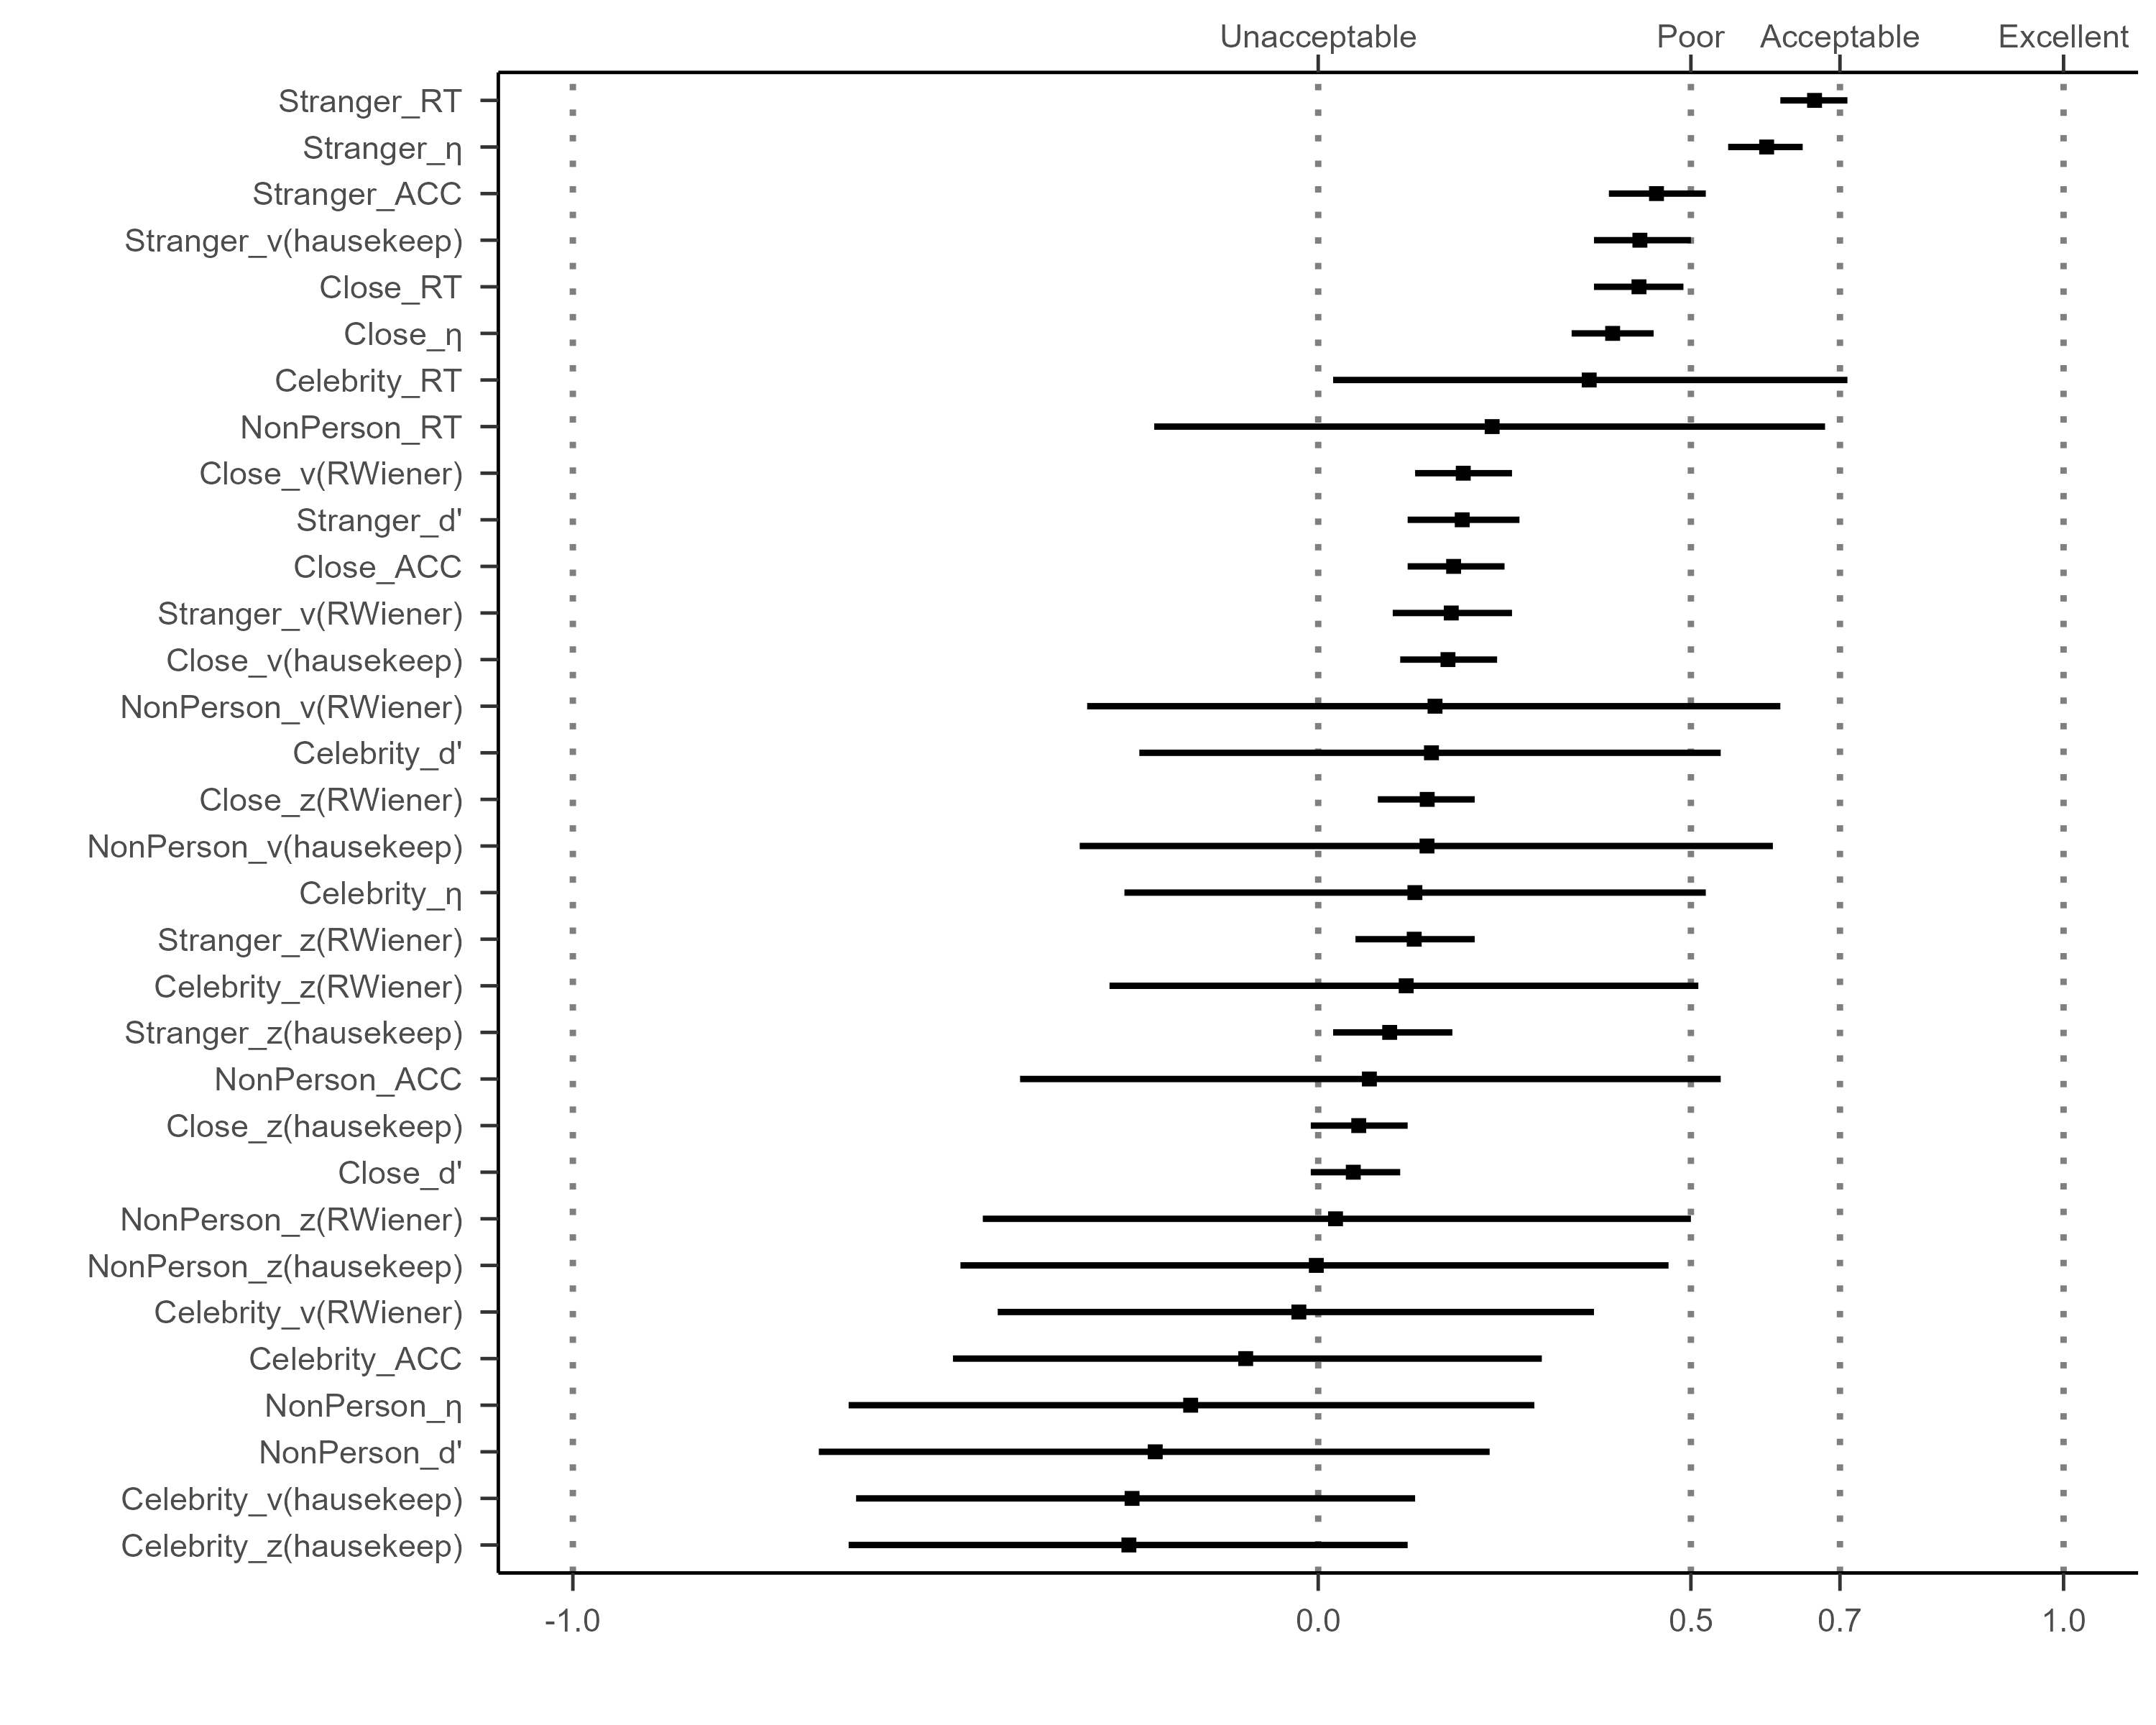 Unacceptable Poor Acceptable Excellent
Stranger_RT
Stranger_η
Stranger_ACC
Stranger_v(hausekeep)
Close_RT
Close_η
Celebrity_RT
NonPerson_RT
Close_v(RWiener)
Stranger_d'
Close_ACC
Stranger_v(RWiener)
Close_v(hausekeep)
NonPerson_v(RWiener)
Celebrity_d'
Close_z(RWiener)
NonPerson_v(hausekeep)
Celebrity_η
Stranger_z(RWiener)
Celebrity_z(RWiener)
Stranger_z(hausekeep)
NonPerson_ACC
Close_z(hausekeep)
Close_d'
NonPerson_z(RWiener)
NonPerson_z(hausekeep)
Celebrity_v(RWiener)
Celebrity_ACC
NonPerson_η
NonPerson_d'
Celebrity_v(hausekeep)
Celebrity_z(hausekeep)
-1.0 0.0 0.5 0.7 1.0